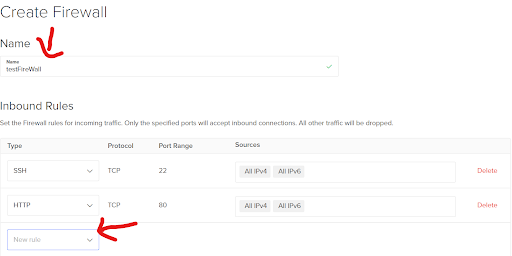 Create Firewall
Name
Name
testFireWall
Inbound Rules
Set the Firewall rules for incoming traffic. Only the specified ports will accept inbound connections. All other traffic will be dropped.
Type Protocol Port Range Sources
SSH TCP 22 All IPv4 All IPv6 Delete
HTTP TCP 80 All IPv4 All IPv6 Delete
New rule